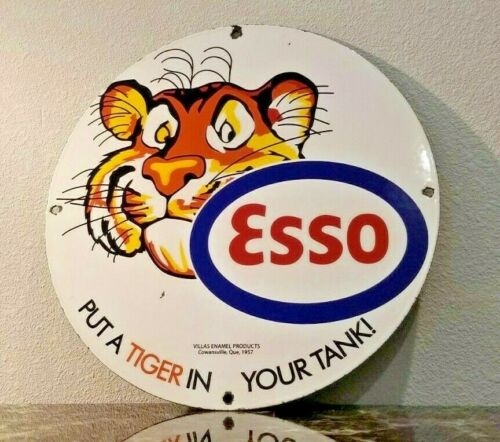 Esso
VILLAS ENAMEL PRODUCTS
Cowansville, Que, 1957
PUT A TIGER IN YOUR TANK!